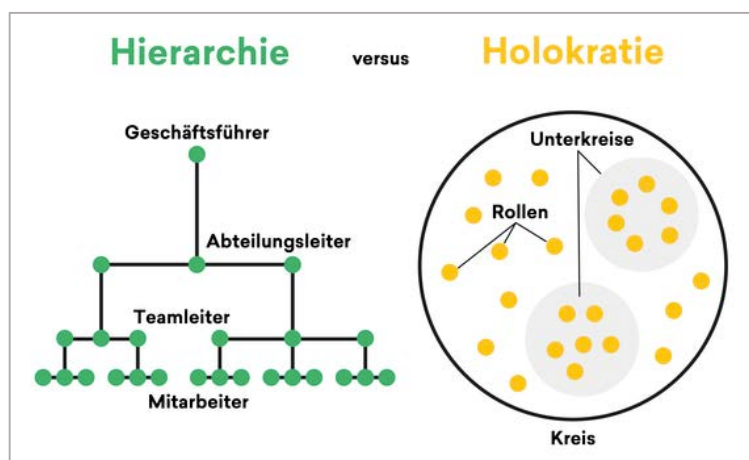 Hierarchie versus Holokratie
Geschäftsführer
Abteilungsleiter
Teamleiter
Mitarbeiter
Unterkreise
Rollen
Kreis